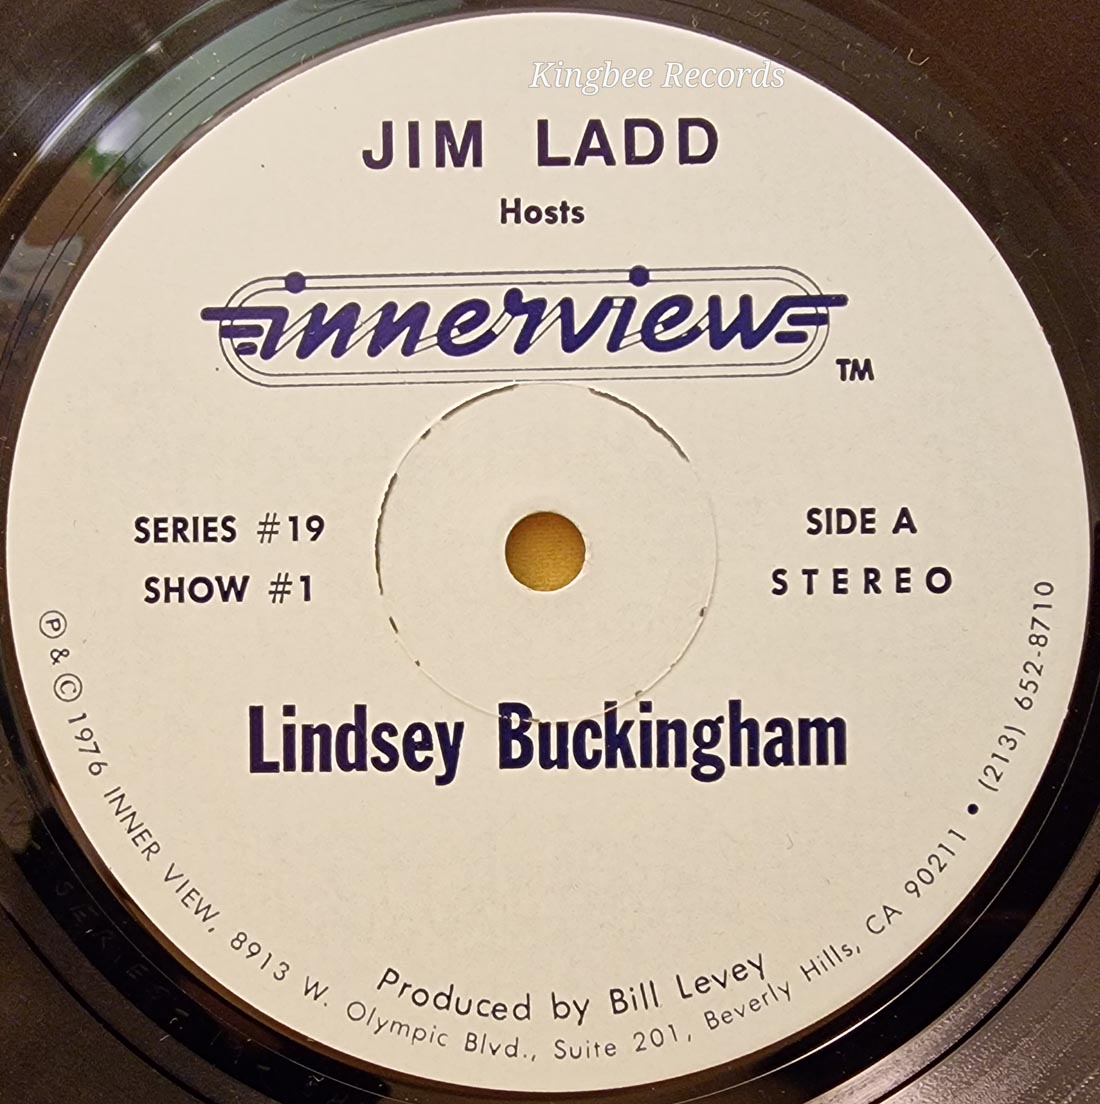 Kingbee Records
JIM LADD
Hosts
innerview
TM
SERIES #19
SHOW #1
SIDE A
STEREO
Lindsey Buckingham
Produced by Bill Levey
℗ & © 1976 INNER VIEW, 8913 W. Olympic Blvd., Suite 201, Beverly Hills, CA 90211 • (213) 652-8710